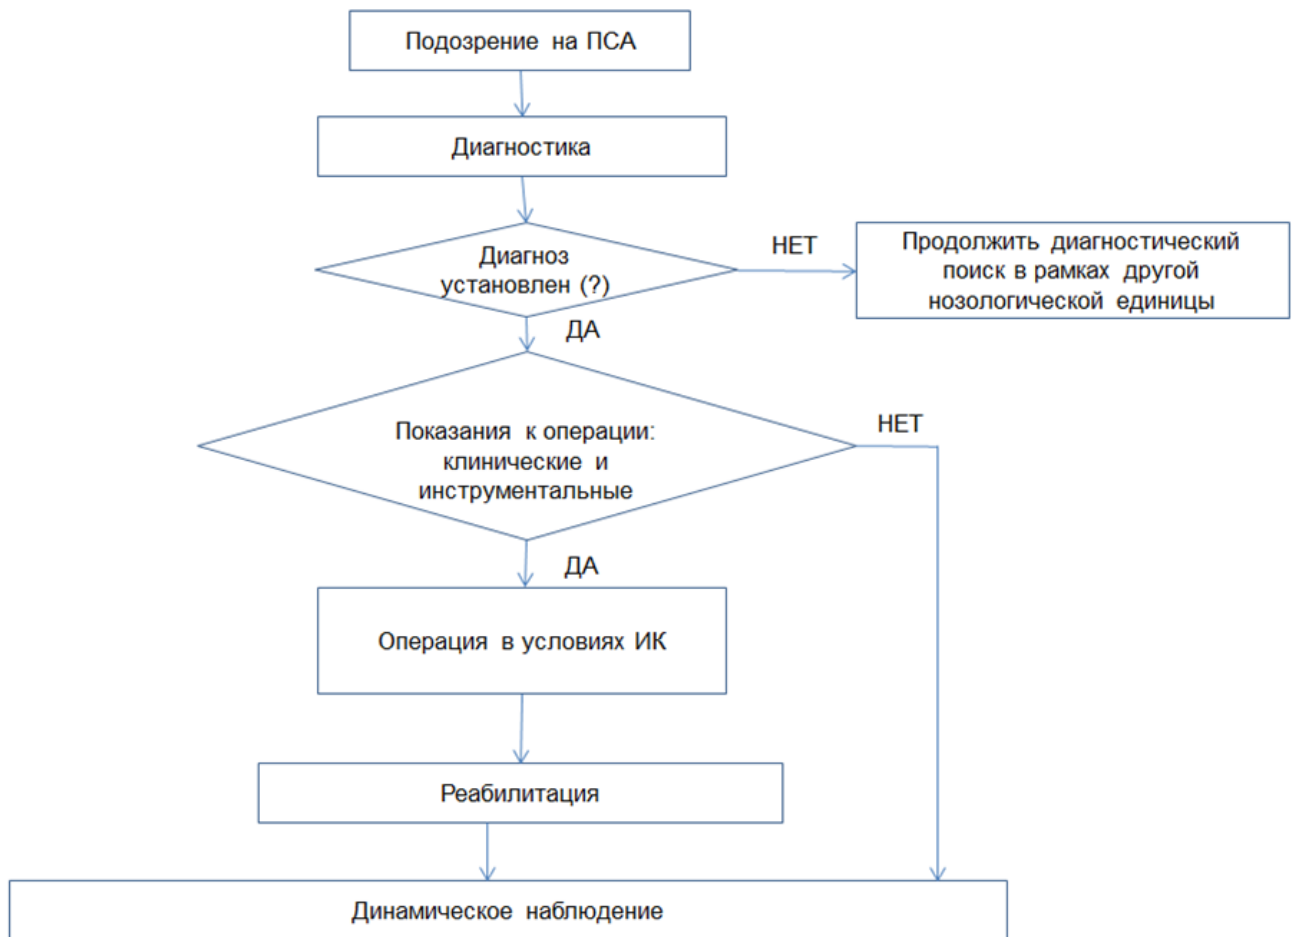 Подозрение на ПСА
Диагностика
Диагноз
установлен (?)
НЕТ
Продолжить диагностический
поиск в рамках другой
нозологической единицы
ДА
Показания к операции:
клинические и
инструментальные
НЕТ
ДА
Операция в условиях ИК
Реабилитация
Динамическое наблюдение